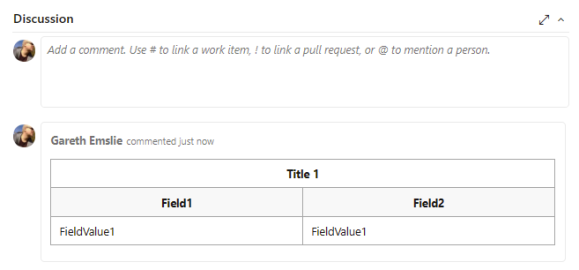 Discussion
Add a comment. Use # to link a work item, ! to link a pull request, or @ to mention a person.
Gareth Emslie commented just now
Title 1
Field1 Field2
FieldValue1 FieldValue1